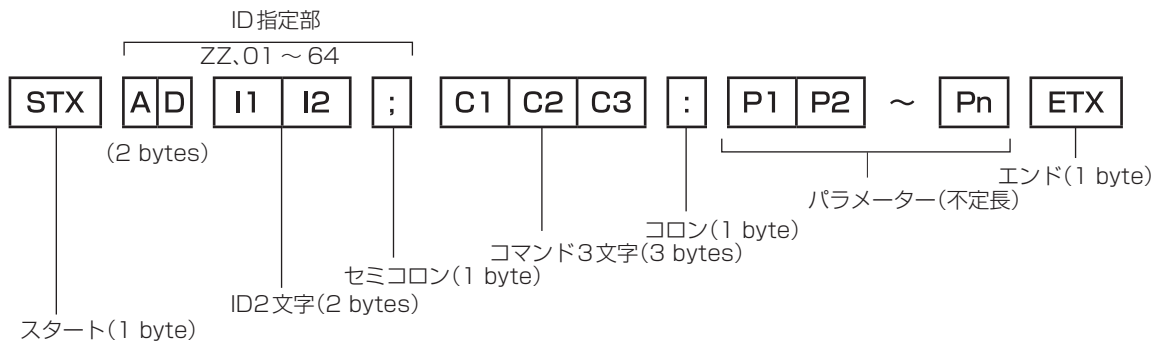 ID指定部
ZZ、01～64
STX A D I1 I2 ; C1 C2 C3 : P1 P2 ～ Pn ETX
(2 bytes)
エンド(1 byte)
パラメーター(不定長)
コロン(1 byte)
コマンド3文字(3 bytes)
セミコロン(1 byte)
ID2文字(2 bytes)
スタート(1 byte)